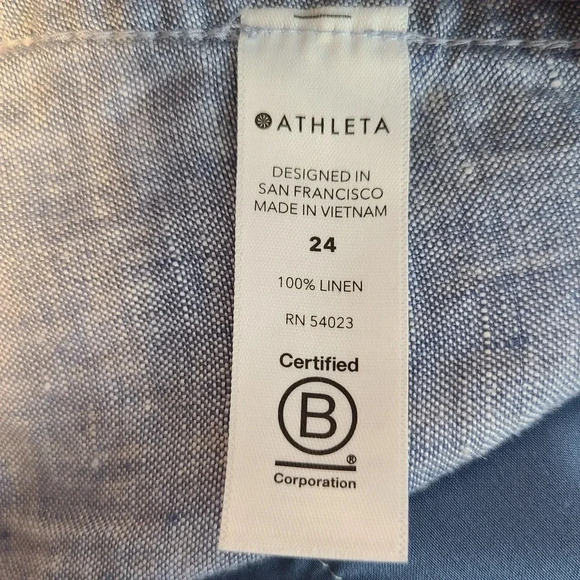 ATHLETA
DESIGNED IN
SAN FRANCISCO
MADE IN VIETNAM
24
100% LINEN
RN 54023
Certified
B
®
Corporation